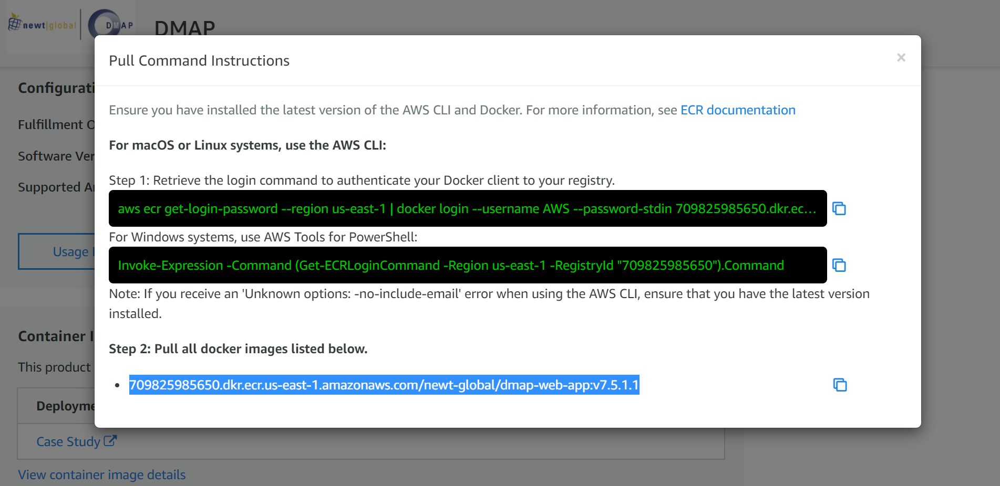 newt|global
DMAP
DMAP
Pull Command Instructions
×
Configurati
Ensure you have installed the latest version of the AWS CLI and Docker. For more information, see ECR documentation
Fulfillment O
For macOS or Linux systems, use the AWS CLI:
Software Ver
Step 1: Retrieve the login command to authenticate your Docker client to your registry.
Supported Ar
aws ecr get-login-password --region us-east-1 | docker login --username AWS --password-stdin 709825985650.dkr.ec...
For Windows systems, use AWS Tools for PowerShell:
Usage I
Invoke-Expression -Command (Get-ECRLoginCommand -Region us-east-1 -RegistryId "709825985650").Command
Note: If you receive an 'Unknown options: -no-include-email' error when using the AWS CLI, ensure that you have the latest version
installed.
Container I
Step 2: Pull all docker images listed below.
This product
• 709825985650.dkr.ecr.us-east-1.amazonaws.com/newt-global/dmap-web-app:v7.5.1.1
Deployme
Case Study
View container image details